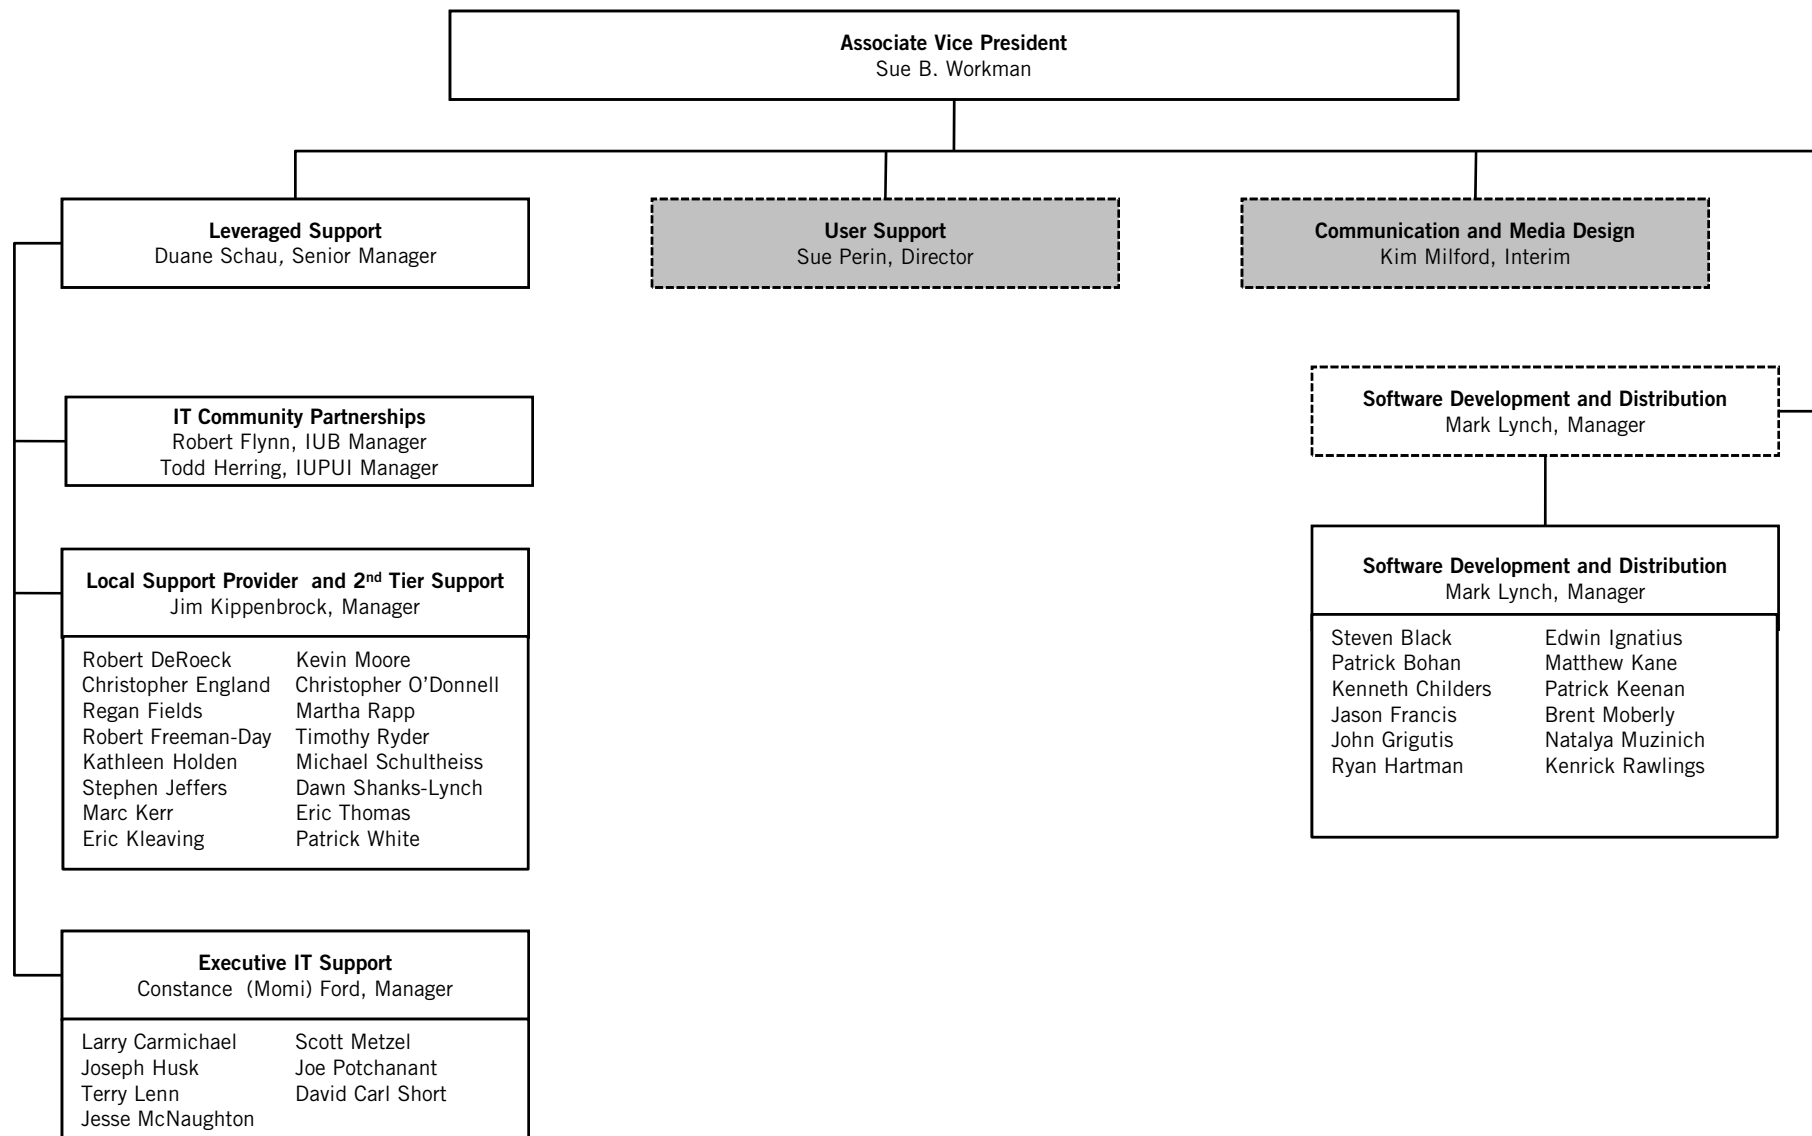 Associate Vice President
Sue B. Workman
Leveraged Support
Duane Schau, Senior Manager
User Support
Sue Perin, Director
Communication and Media Design
Kim Milford, Interim
IT Community Partnerships
Robert Flynn, IUB Manager
Todd Herring, IUPUI Manager
Software Development and Distribution
Mark Lynch, Manager
Local Support Provider and 2nd Tier Support
Jim Kippenbrock, Manager
Robert DeRoeck
Christopher England
Regan Fields
Robert Freeman-Day
Kathleen Holden
Stephen Jeffers
Marc Kerr
Eric Kleaving
Kevin Moore
Christopher O'Donnell
Martha Rapp
Timothy Ryder
Michael Schultheiss
Dawn Shanks-Lynch
Eric Thomas
Patrick White
Software Development and Distribution
Mark Lynch, Manager
Steven Black
Patrick Bohan
Kenneth Childers
Jason Francis
John Grigutis
Ryan Hartman
Edwin Ignatius
Matthew Kane
Patrick Keenan
Brent Moberly
Natalya Muzinich
Kenrick Rawlings
Executive IT Support
Constance (Momi) Ford, Manager
Larry Carmichael
Joseph Husk
Terry Lenn
Jesse McNaughton
Scott Metzel
Joe Potchanant
David Carl Short